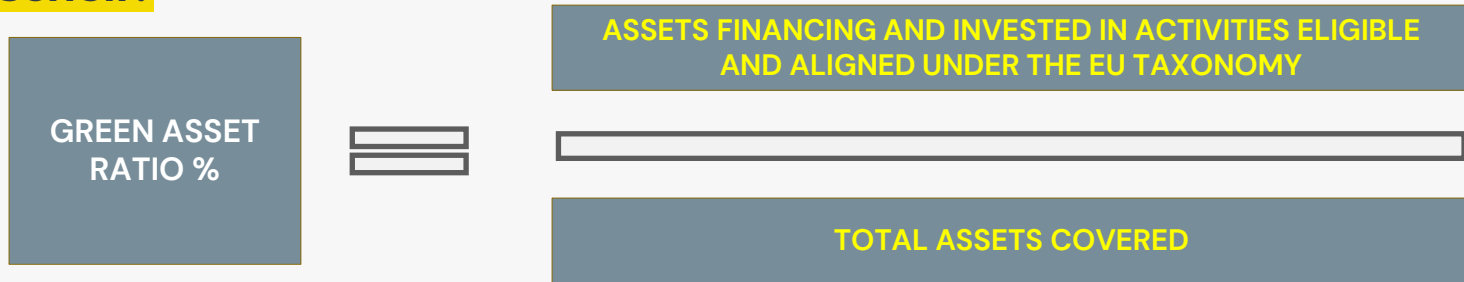 ASSETS FINANCING AND INVESTED IN ACTIVITIES ELIGIBLE
AND ALIGNED UNDER THE EU TAXONOMY
GREEN ASSET
RATIO %
TOTAL ASSETS COVERED